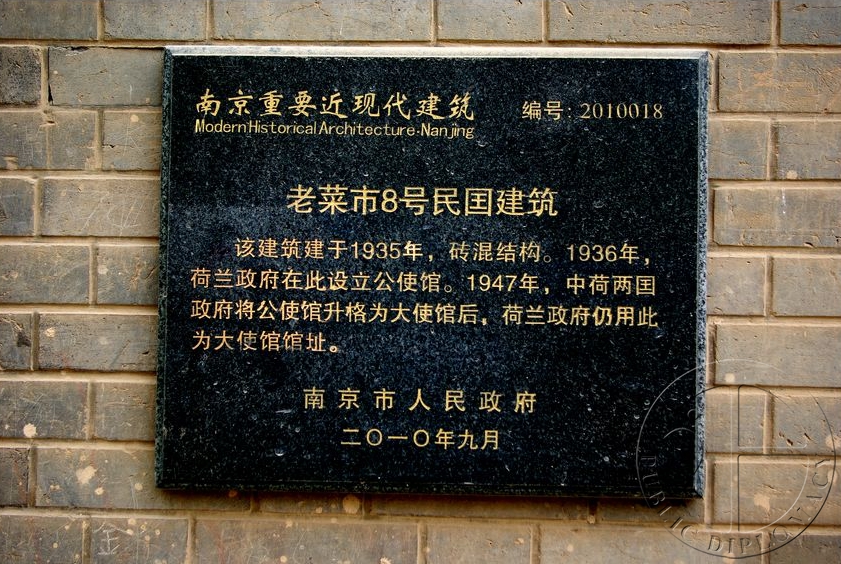 南京重要近现代建筑
编号: 2010018
Modern Historical Architecture·Nanjing
老菜市8号民国建筑
该建筑建于1935年，砖混结构。1936年，
荷兰政府在此设立公使馆。1947年，中荷两国
政府将公使馆升格为大使馆后，荷兰政府仍用此
为大使馆馆址。
南京市人民政府
二〇一〇年九月
PUBLIC DIPLOMACY